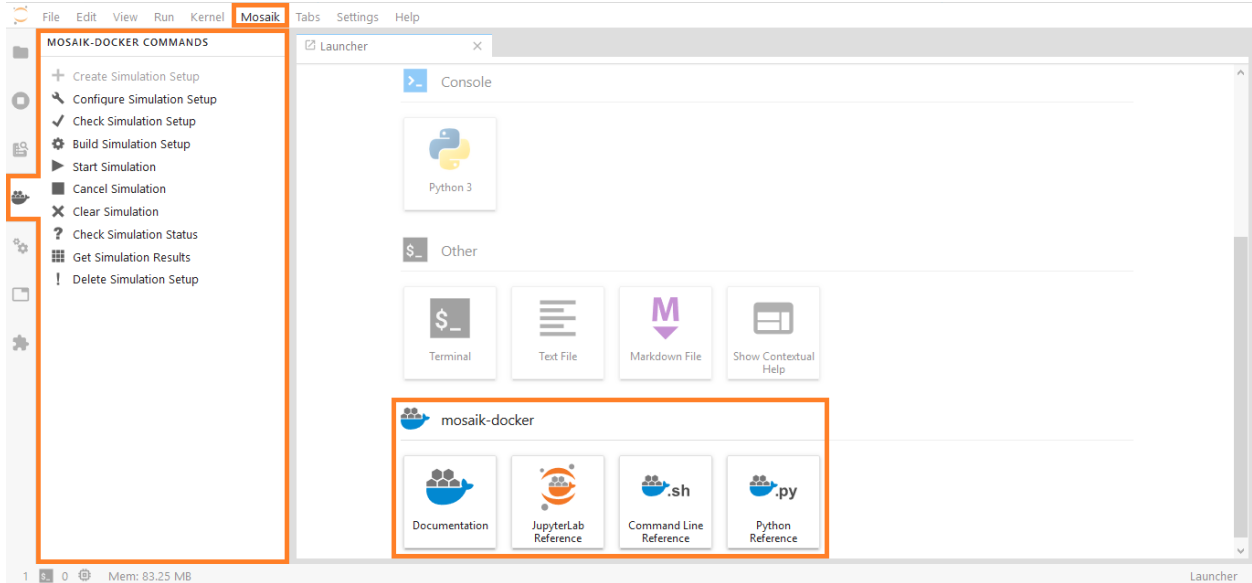 File Edit View Run Kernel Mosaik Tabs Settings Help
MOSAIK-DOCKER COMMANDS
Create Simulation Setup
Configure Simulation Setup
Check Simulation Setup
Build Simulation Setup
Start Simulation
Cancel Simulation
Clear Simulation
? Check Simulation Status
Get Simulation Results
! Delete Simulation Setup
Launcher
>_ Console
Python 3
$_ Other
$_
Terminal
Text File
M
Markdown File
Show Contextual
Help
mosaik-docker
Documentation
JupyterLab
Reference
.sh
Command Line
Reference
.py
Python
Reference
1 $_ 0 Mem: 83.25 MB
Launcher